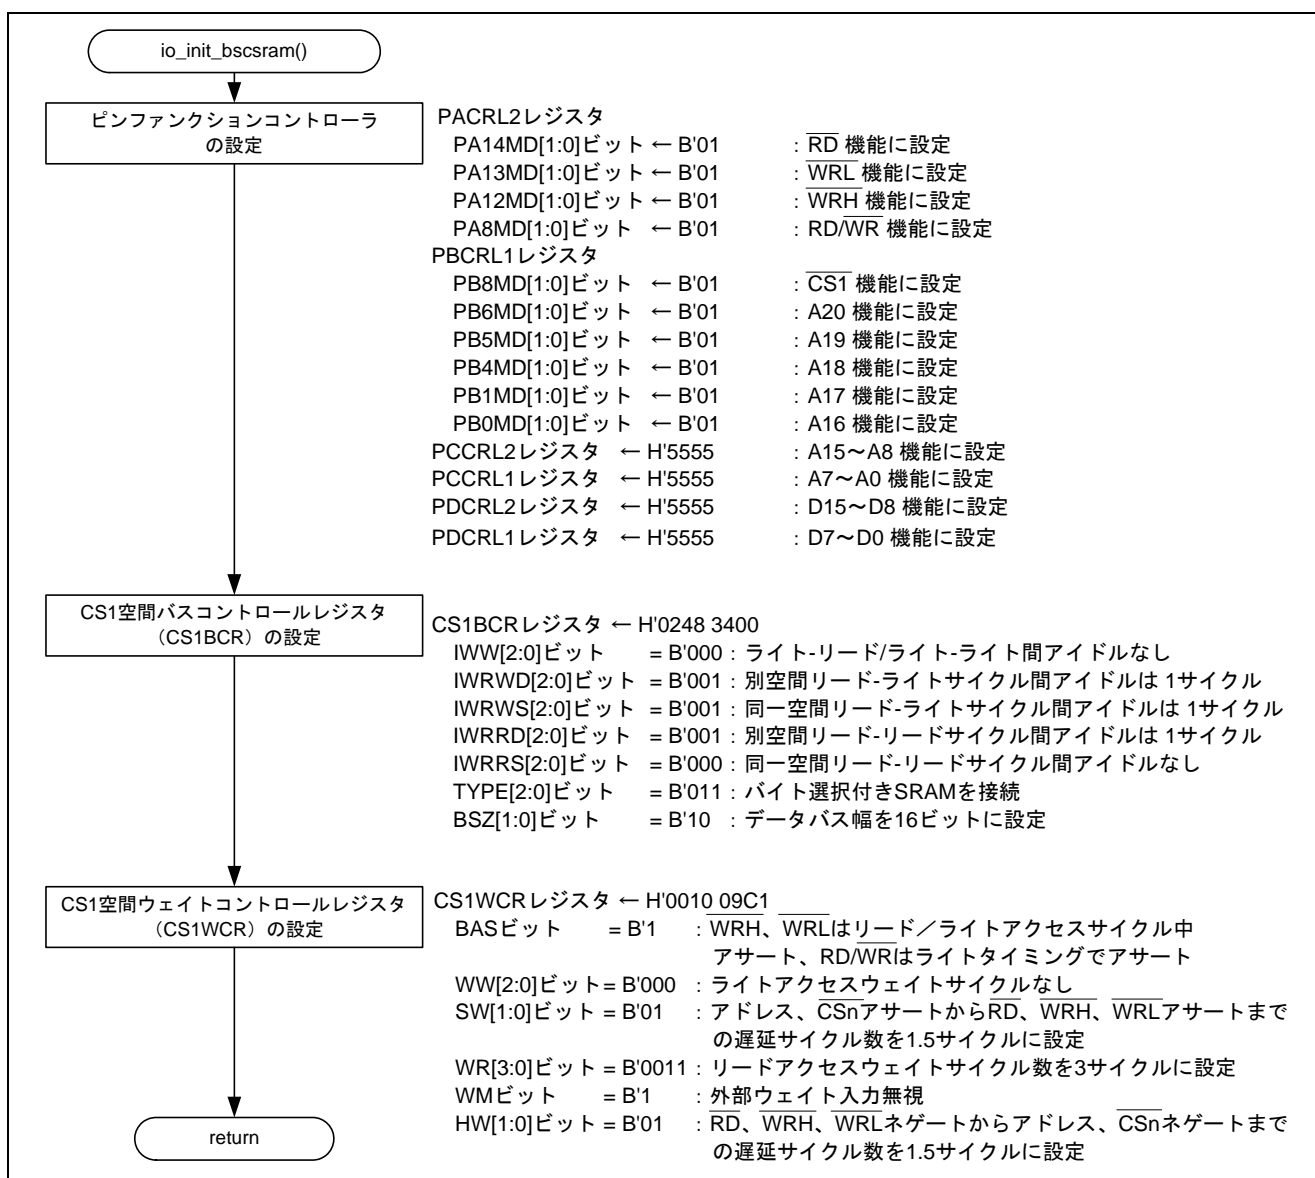 io_init_bscsram()
ピンファンクションコントローラ
の設定
PACRL2レジスタ
PA14MD[1:0]ビット ← B'01 : RD 機能に設定
PA13MD[1:0]ビット ← B'01 : WRL 機能に設定
PA12MD[1:0]ビット ← B'01 : WRH 機能に設定
PA8MD[1:0]ビット ← B'01 : RD/WR 機能に設定
PBCRL1レジスタ
PB8MD[1:0]ビット ← B'01 : CS1 機能に設定
PB6MD[1:0]ビット ← B'01 : A20 機能に設定
PB5MD[1:0]ビット ← B'01 : A19 機能に設定
PB4MD[1:0]ビット ← B'01 : A18 機能に設定
PB1MD[1:0]ビット ← B'01 : A17 機能に設定
PB0MD[1:0]ビット ← B'01 : A16 機能に設定
PCCRL2レジスタ ← H'5555 : A15～A8 機能に設定
PCCRL1レジスタ ← H'5555 : A7～A0 機能に設定
PDCRL2レジスタ ← H'5555 : D15～D8 機能に設定
PDCRL1レジスタ ← H'5555 : D7～D0 機能に設定
CS1空間バスコントロールレジスタ
（CS1BCR）の設定
CS1BCRレジスタ ← H'0248 3400
IWW[2:0]ビット = B'000 : ライト-リード/ライト-ライト間アイドルなし
IWRWD[2:0]ビット = B'001 : 別空間リード-ライトサイクル間アイドルは 1サイクル
IWRWS[2:0]ビット = B'001 : 同一空間リード-ライトサイクル間アイドルは 1サイクル
IWRRD[2:0]ビット = B'001 : 別空間リード-リードサイクル間アイドルは 1サイクル
IWRRS[2:0]ビット = B'000 : 同一空間リード-リードサイクル間アイドルなし
TYPE[2:0]ビット = B'011 : バイト選択付きSRAMを接続
BSZ[1:0]ビット = B'10 : データバス幅を16ビットに設定
CS1空間ウェイトコントロールレジスタ
（CS1WCR）の設定
CS1WCRレジスタ ← H'0010 09C1
BASビット = B'1 : WRH、WRLはリード／ライトアクセスサイクル中
アサート、RD/WRはライトタイミングでアサート
WW[2:0]ビット= B'000 : ライトアクセスウェイトサイクルなし
SW[1:0]ビット = B'01 : アドレス、CSnアサートからRD、WRH、WRLアサートまで
の遅延サイクル数を1.5サイクルに設定
WR[3:0]ビット = B'0011 : リードアクセスウェイトサイクル数を3サイクルに設定
WMビット = B'1 : 外部ウェイト入力無視
HW[1:0]ビット = B'01 : RD、WRH、WRLネゲートからアドレス、CSnネゲートまで
の遅延サイクル数を1.5サイクルに設定
return